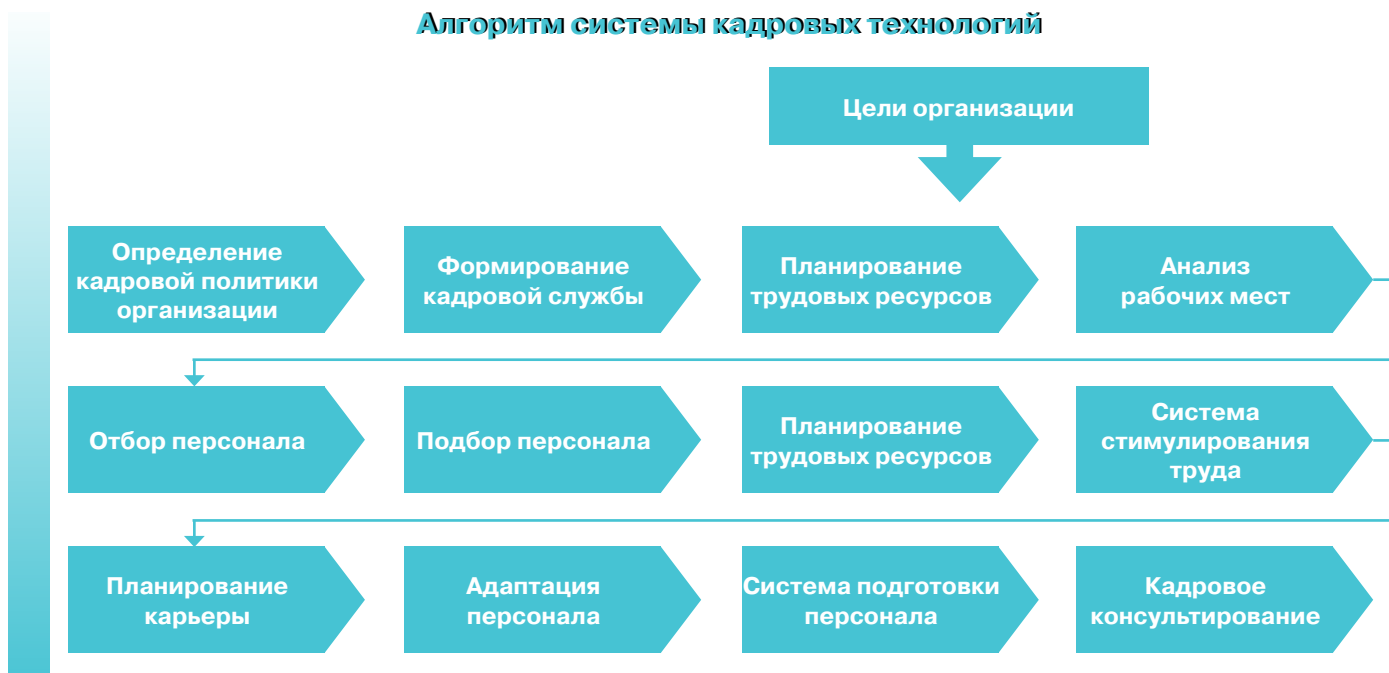 Алгоритм системы кадровых технологий
Цели организации
Определение
кадровой политики
организации
Формирование
кадровой службы
Планирование
трудовых ресурсов
Анализ
рабочих мест
Отбор персонала
Подбор персонала
Планирование
трудовых ресурсов
Система
стимулирования
труда
Планирование
карьеры
Адаптация
персонала
Система подготовки
персонала
Кадровое
консультирование